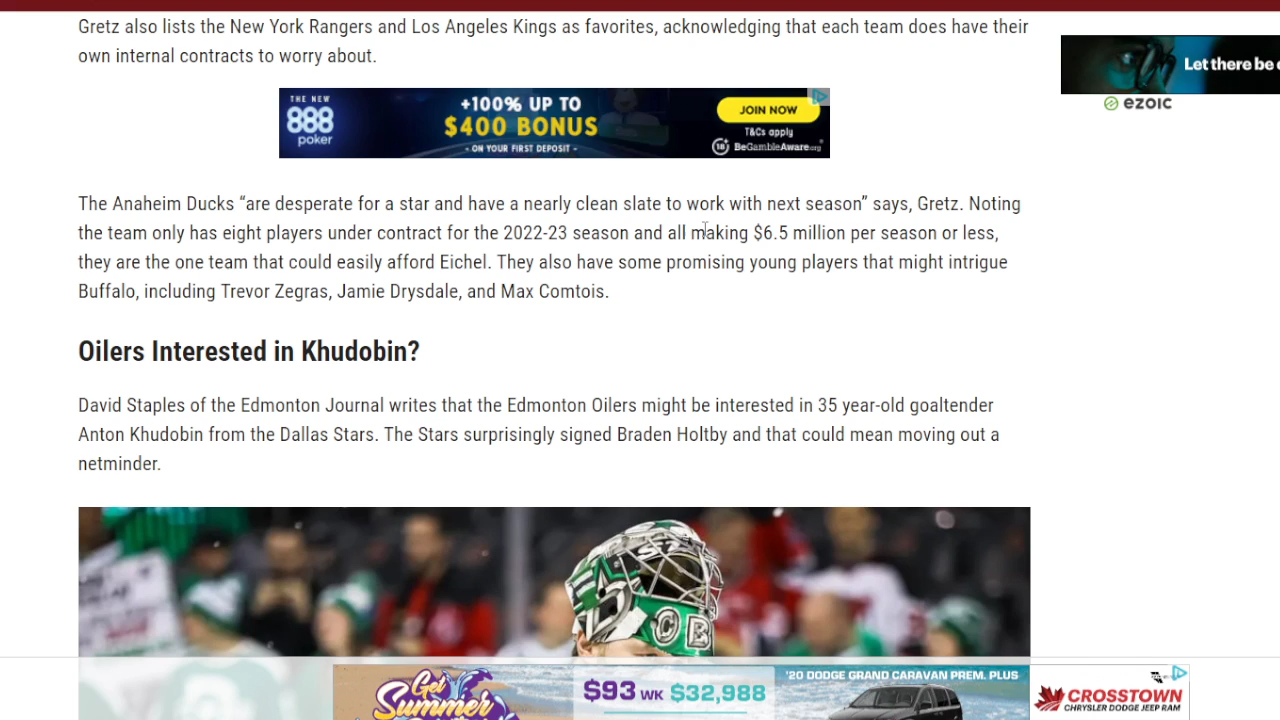 Gretz also lists the New York Rangers and Los Angeles Kings as favorites, acknowledging that each team does have their
own internal contracts to worry about.
Let there be
ezoic
THE NEW
888
poker
+100% UP TO
$400 BONUS
- ON YOUR FIRST DEPOSIT -
JOIN NOW
T&Cs apply
18+ BeGambleAware.org
The Anaheim Ducks “are desperate for a star and have a nearly clean slate to work with next season” says, Gretz. Noting
the team only has eight players under contract for the 2022-23 season and all making $6.5 million per season or less,
they are the one team that could easily afford Eichel. They also have some promising young players that might intrigue
Buffalo, including Trevor Zegras, Jamie Drysdale, and Max Comtois.
Oilers Interested in Khudobin?
David Staples of the Edmonton Journal writes that the Edmonton Oilers might be interested in 35 year-old goaltender
Anton Khudobin from the Dallas Stars. The Stars surprisingly signed Braden Holtby and that could mean moving out a
netminder.
Get
Summer
$93 WK $32,988
'20 DODGE GRAND CARAVAN PREM. PLUS
CROSSTOWN
CHRYSLER DODGE JEEP RAM